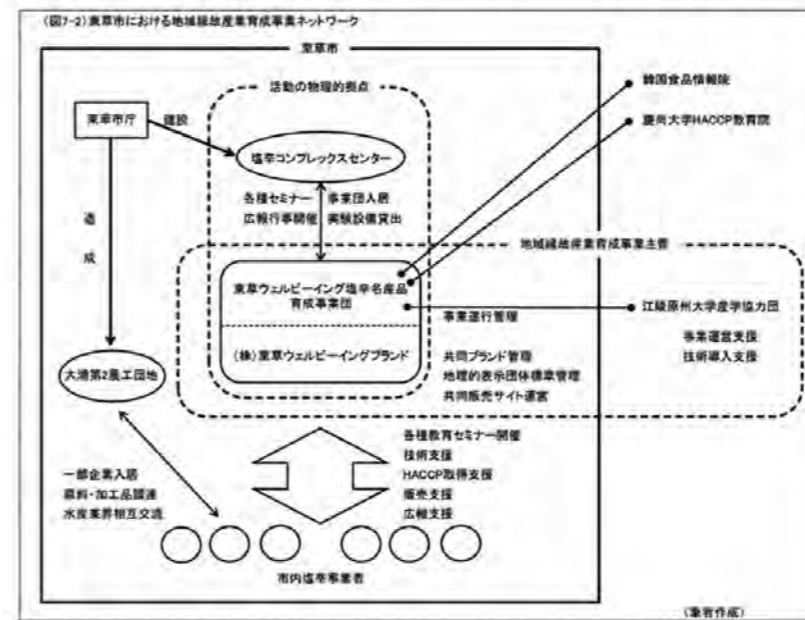 (図7-2)東草市における地域縁故産業育成事業ネットワーク
東草市
活動の物理的拠点
東草市庁
建設
塩辛コンプレックスセンター
韓国食品情報院
慶尚大学HACCP教育院
造成
各種セミナー
広報行事開催
事業団入居
実験設備貸出
地域縁故産業育成事業主管
東草ウェルビーイング塩辛名産品
育成事業団
事業遂行管理
江陵原州大学産学協力団
事業運営支援
技術導入支援
(株)東草ウェルビーイングブランド
共同ブランド管理
地理的表示団体標章管理
共同販売サイト運営
大浦第2農工団地
各種教育セミナー開催
技術支援
HACCP取得支援
販売支援
広報支援
一部企業入居
原料・加工品調達
水産業界相互交流
市内塩辛事業者
(筆者作成)